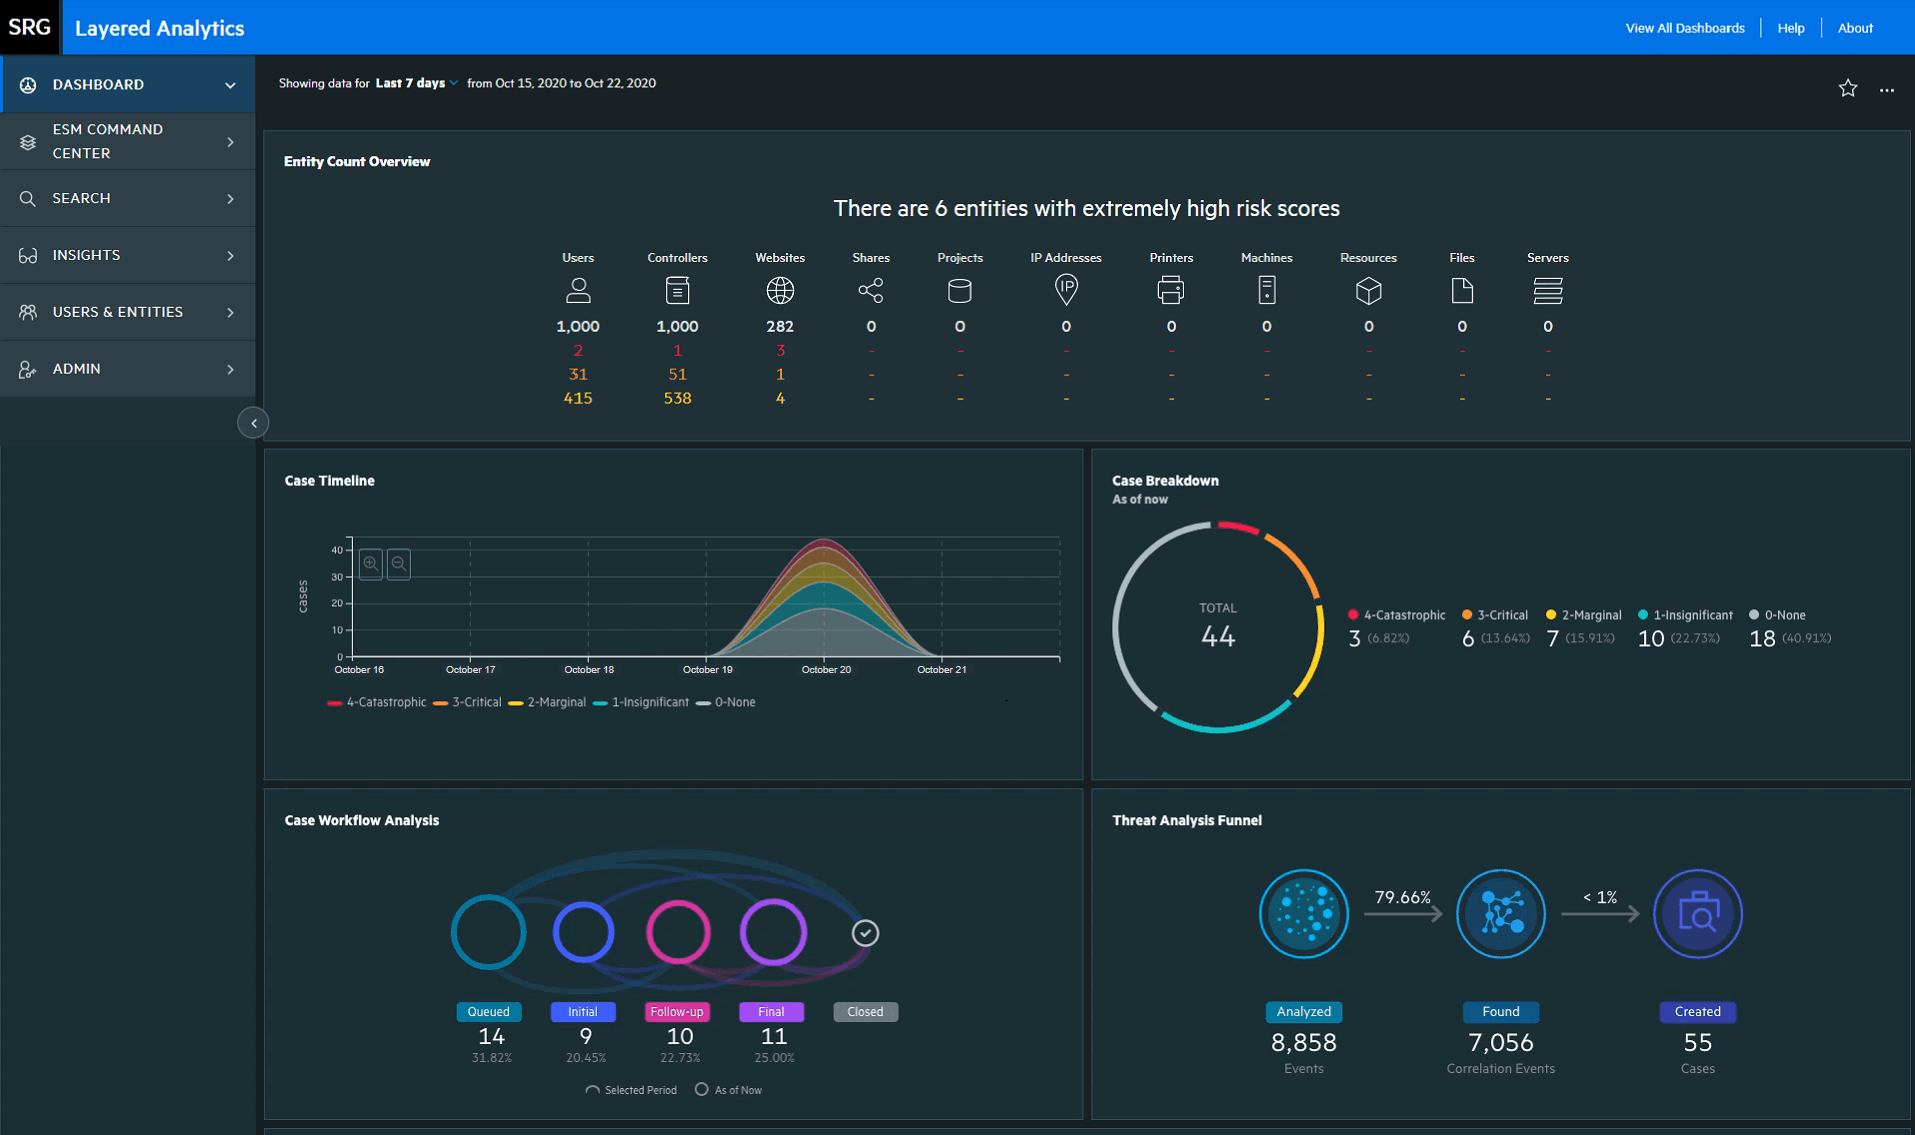 SRG
Layered Analytics
View All Dashboards
Help
About
DASHBOARD
ESM COMMAND
CENTER
SEARCH
INSIGHTS
USERS & ENTITIES
ADMIN
Showing data for Last 7 days from Oct 15, 2020 to Oct 22, 2020
Entity Count Overview
There are 6 entities with extremely high risk scores
Users Controllers Websites Shares Projects IP Addresses Printers Machines Resources Files Servers
IP
1,000 1,000 282 0 0 0 0 0 0 0 0
2 1 3 - - - - - - - -
31 51 1 - - - - - - - -
415 538 4 - - - - - - - -
Case Timeline
cases
40
30
20
10
0
October 16 October 17 October 18 October 19 October 20 October 21
4-Catastrophic 3-Critical 2-Marginal 1-Insignificant 0-None
Case Breakdown
As of now
TOTAL
44
4-Catastrophic 3-Critical 2-Marginal 1-Insignificant 0-None
3 (6.82%) 6 (13.64%) 7 (15.91%) 10 (22.73%) 18 (40.91%)
Case Workflow Analysis
Queued Initial Follow-up Final Closed
14 9 10 11
31.82% 20.45% 22.73% 25.00%
Selected Period As of Now
Threat Analysis Funnel
79.66% < 1%
Analyzed Found Created
8,858 7,056 55
Events Correlation Events Cases